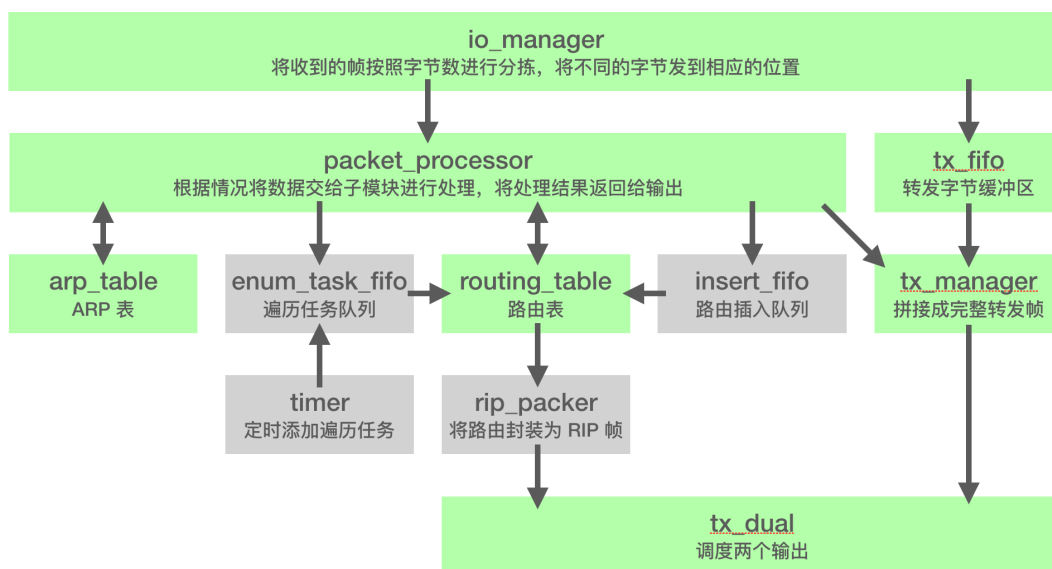 io_manager
将收到的帧按照字节数进行分拣，将不同的字节发到相应的位置
packet_processor
根据情况将数据交给子模块进行处理，将处理结果返回给输出
tx_fifo
转发字节缓冲区
arp_table
ARP 表
enum_task_fifo
遍历任务队列
routing_table
路由表
insert_fifo
路由插入队列
tx_manager
拼接成完整转发帧
timer
定时添加遍历任务
rip_packer
将路由封装为 RIP 帧
tx_dual
调度两个输出